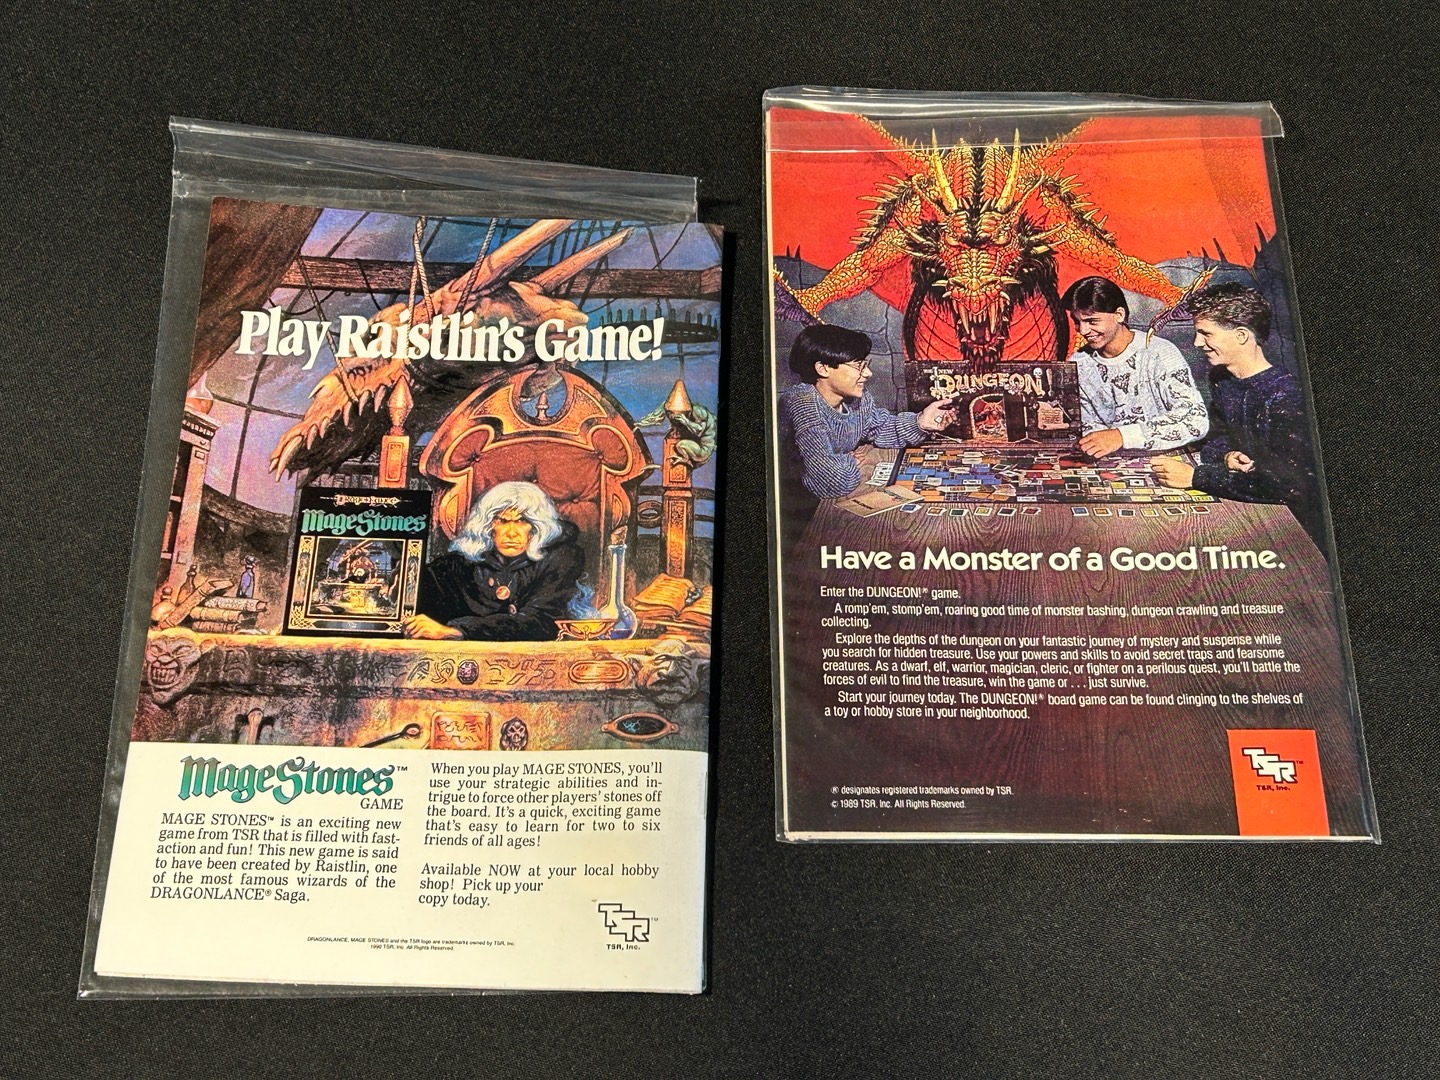 Play Raistlin's Game!
DRAGONLANCE
MageStones
MageStones™
GAME
MAGE STONES™ is an exciting new
game from TSR that is filled with fast-
action and fun! This new game is said
to have been created by Raistlin, one
of the most famous wizards of the
DRAGONLANCE® Saga.
When you play MAGE STONES, you'll
use your strategic abilities and in-
trigue to force other players' stones off
the board. It's a quick, exciting game
that's easy to learn for two to six
friends of all ages!
Available NOW at your local hobby
shop! Pick up your
copy today.
DRAGONLANCE, MAGE STONES and the TSR logo are trademarks owned by TSR, Inc.
1990 TSR, Inc. All Rights Reserved.
TSR™
TSR, Inc.
THE NEW
DUNGEON!
Have a Monster of a Good Time.
Enter the DUNGEON!® game.
A romp'em, stomp'em, roaring good time of monster bashing, dungeon crawling and treasure
collecting.
Explore the depths of the dungeon on your fantastic journey of mystery and suspense while
you search for hidden treasure. Use your powers and skills to avoid secret traps and fearsome
creatures. As a dwarf, elf, warrior, magician, cleric, or fighter on a perilous quest, you'll battle the
forces of evil to find the treasure, win the game or . . . just survive.
Start your journey today. The DUNGEON!® board game can be found clinging to the shelves of
a toy or hobby store in your neighborhood.
® designates registered trademarks owned by TSR.
© 1989 TSR, Inc. All Rights Reserved.
TSR™
TSR, Inc.